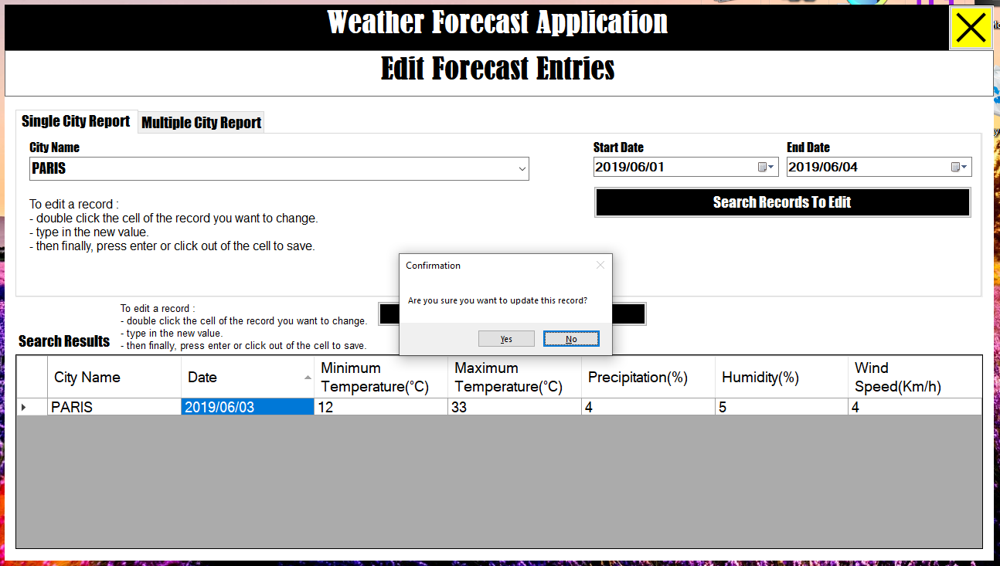 Weather Forecast Application
Edit Forecast Entries
Single City Report
Multiple City Report
City Name
PARIS
Start Date
End Date
2019/06/01
2019/06/04
Search Records To Edit
To edit a record :
- double click the cell of the record you want to change.
- type in the new value.
- then finally, press enter or click out of the cell to save.
Confirmation
Are you sure you want to update this record?
Yes
No
To edit a record :
- double click the cell of the record you want to change.
- type in the new value.
- then finally, press enter or click out of the cell to save.
Search Results
City Name
Date
Minimum
Temperature(°C)
Maximum
Temperature(°C)
Precipitation(%)
Humidity(%)
Wind
Speed(Km/h)
PARIS
2019/06/03
12
33
4
5
4